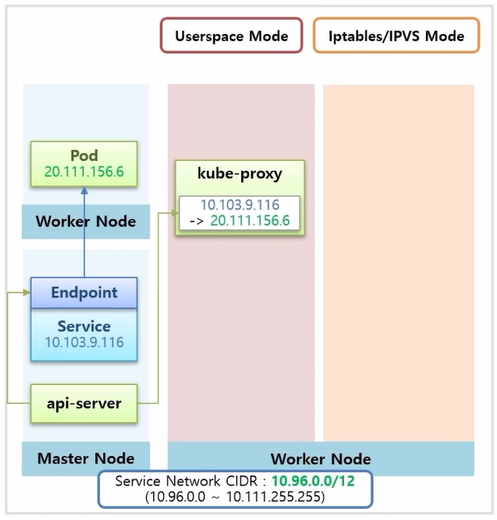 Userspace Mode
Iptables/IPVS Mode
Pod
20.111.156.6
Worker Node
kube-proxy
10.103.9.116
-> 20.111.156.6
Endpoint
Service
10.103.9.116
api-server
Master Node
Worker Node
Service Network CIDR : 10.96.0.0/12
(10.96.0.0 ~ 10.111.255.255)